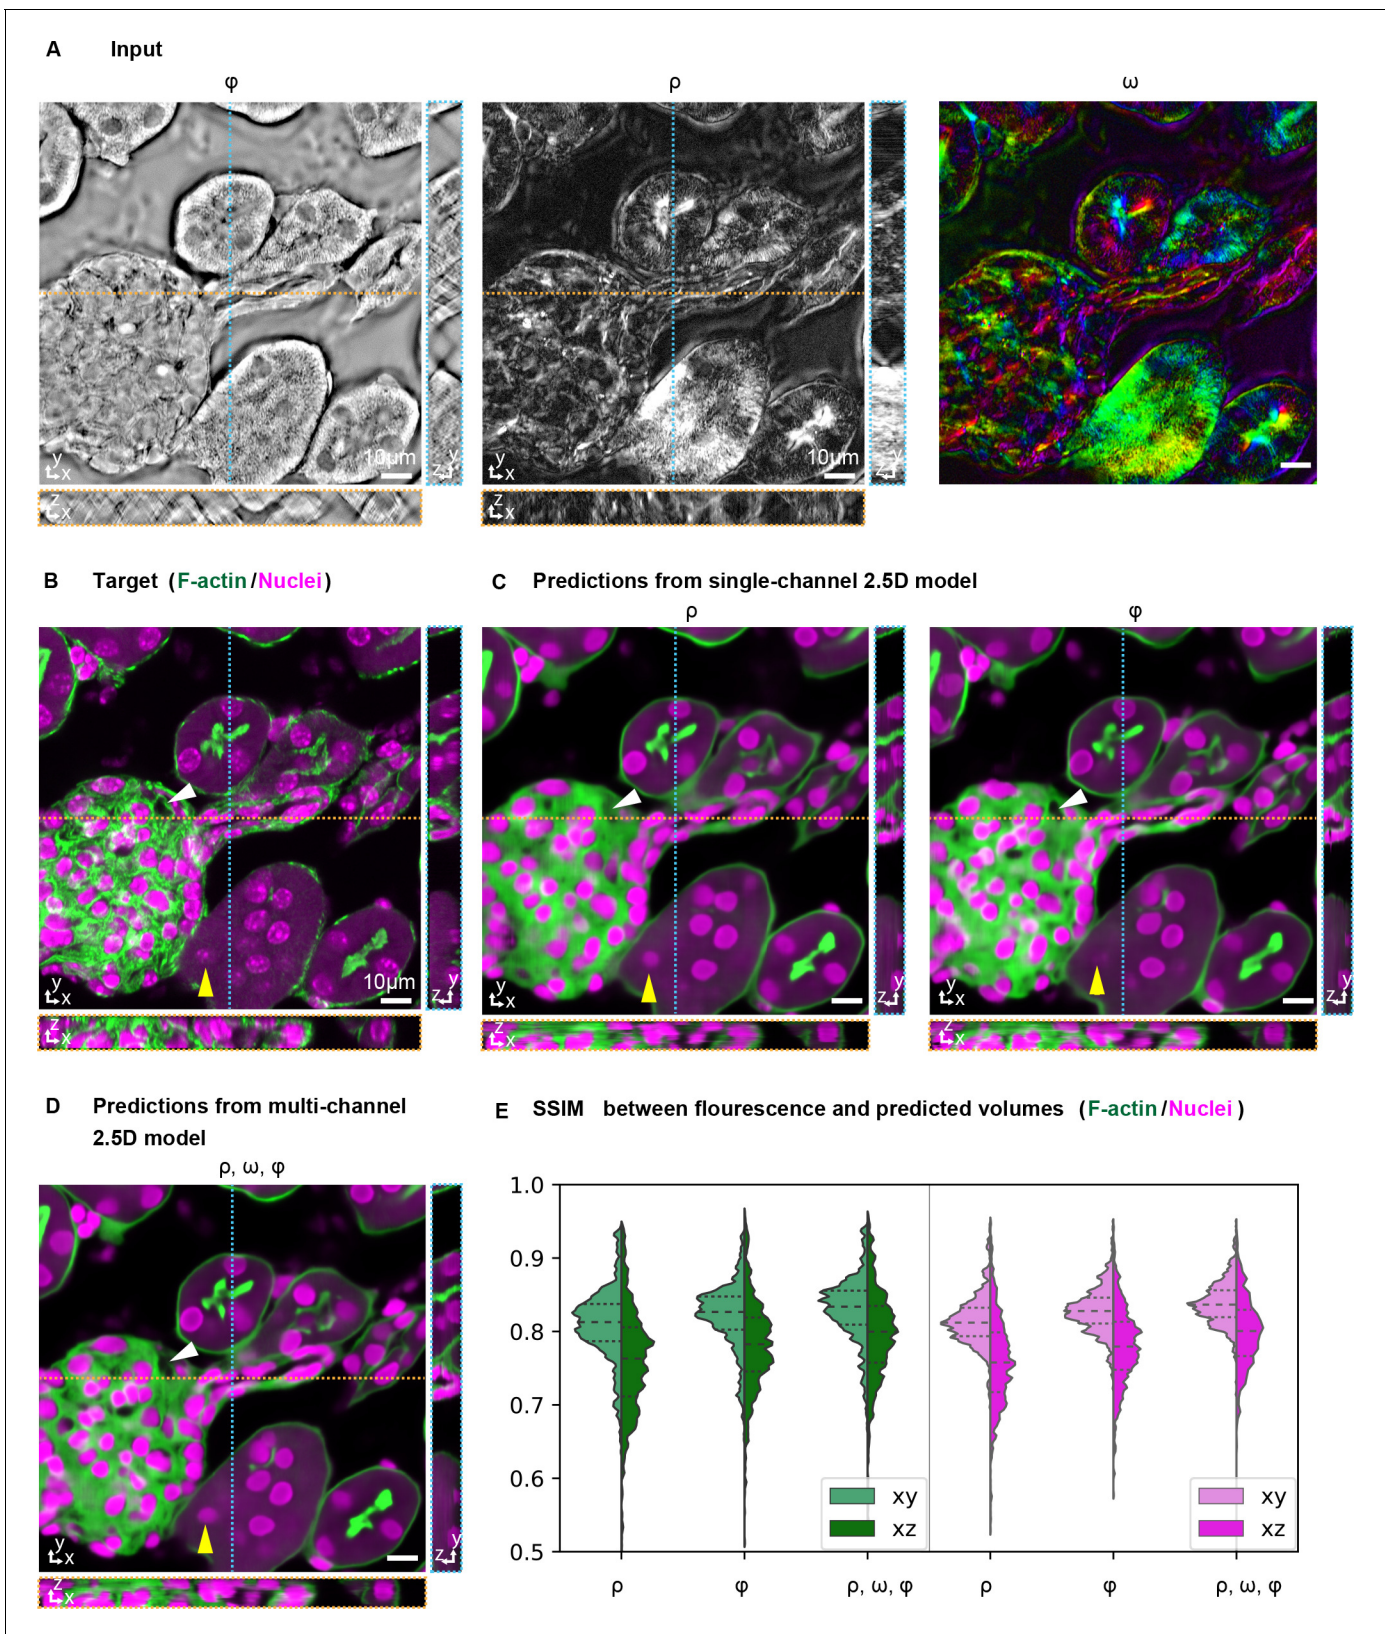 A Input
φ ρ ω
y x 10μm z y
y x 10μm z y
z x
z x
B Target (F-actin/Nuclei)
C Predictions from single-channel 2.5D model
ρ φ
y x 10μm z y
y x z y
y x z y
z x
z x
z x
D Predictions from multi-channel
2.5D model
ρ, ω, φ
y x z y
z x
E SSIM between flourescence and predicted volumes (F-actin/Nuclei)
1.0
0.9
0.8
0.7
0.6
0.5
xy
xz
xy
xz
ρ φ ρ, ω, φ ρ φ ρ, ω, φ